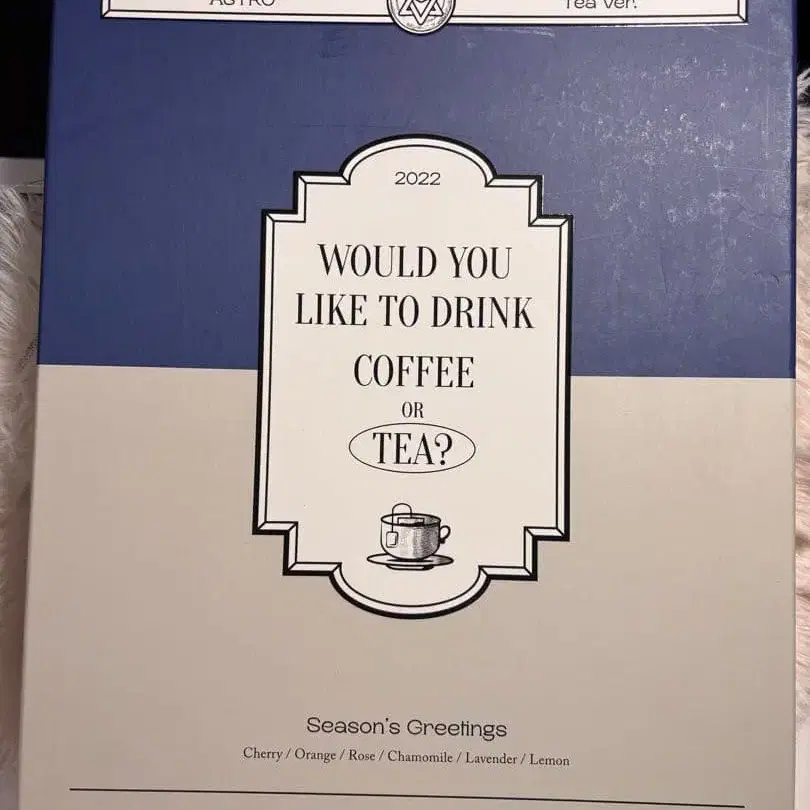 ASTRO
Tea Ver.
2022
WOULD YOU
LIKE TO DRINK
COFFEE
OR
TEA?
Season's Greetings
Cherry / Orange / Rose / Chamomile / Lavender / Lemon